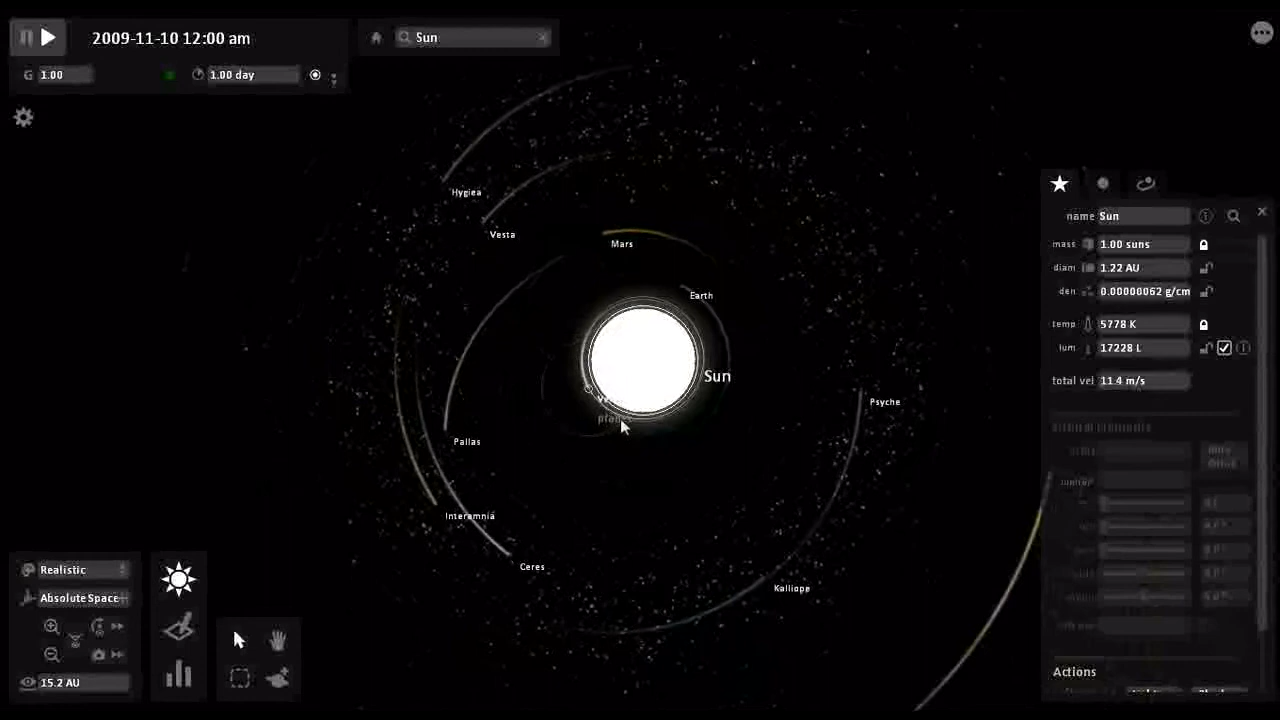 2009-11-10 12:00 am
Sun
G 1.00
1.00 day
Hygiea
Vesta
Mars
Earth
Sun
Psyche
Pallas
Interamnia
Ceres
Kalliope
name Sun
mass 1.00 suns
diam 1.22 AU
den 0.00000062 g/cm
temp 5778 K
lum 17228 L
total vel 11.4 m/s
Actions
Realistic
Absolute Space
15.2 AU